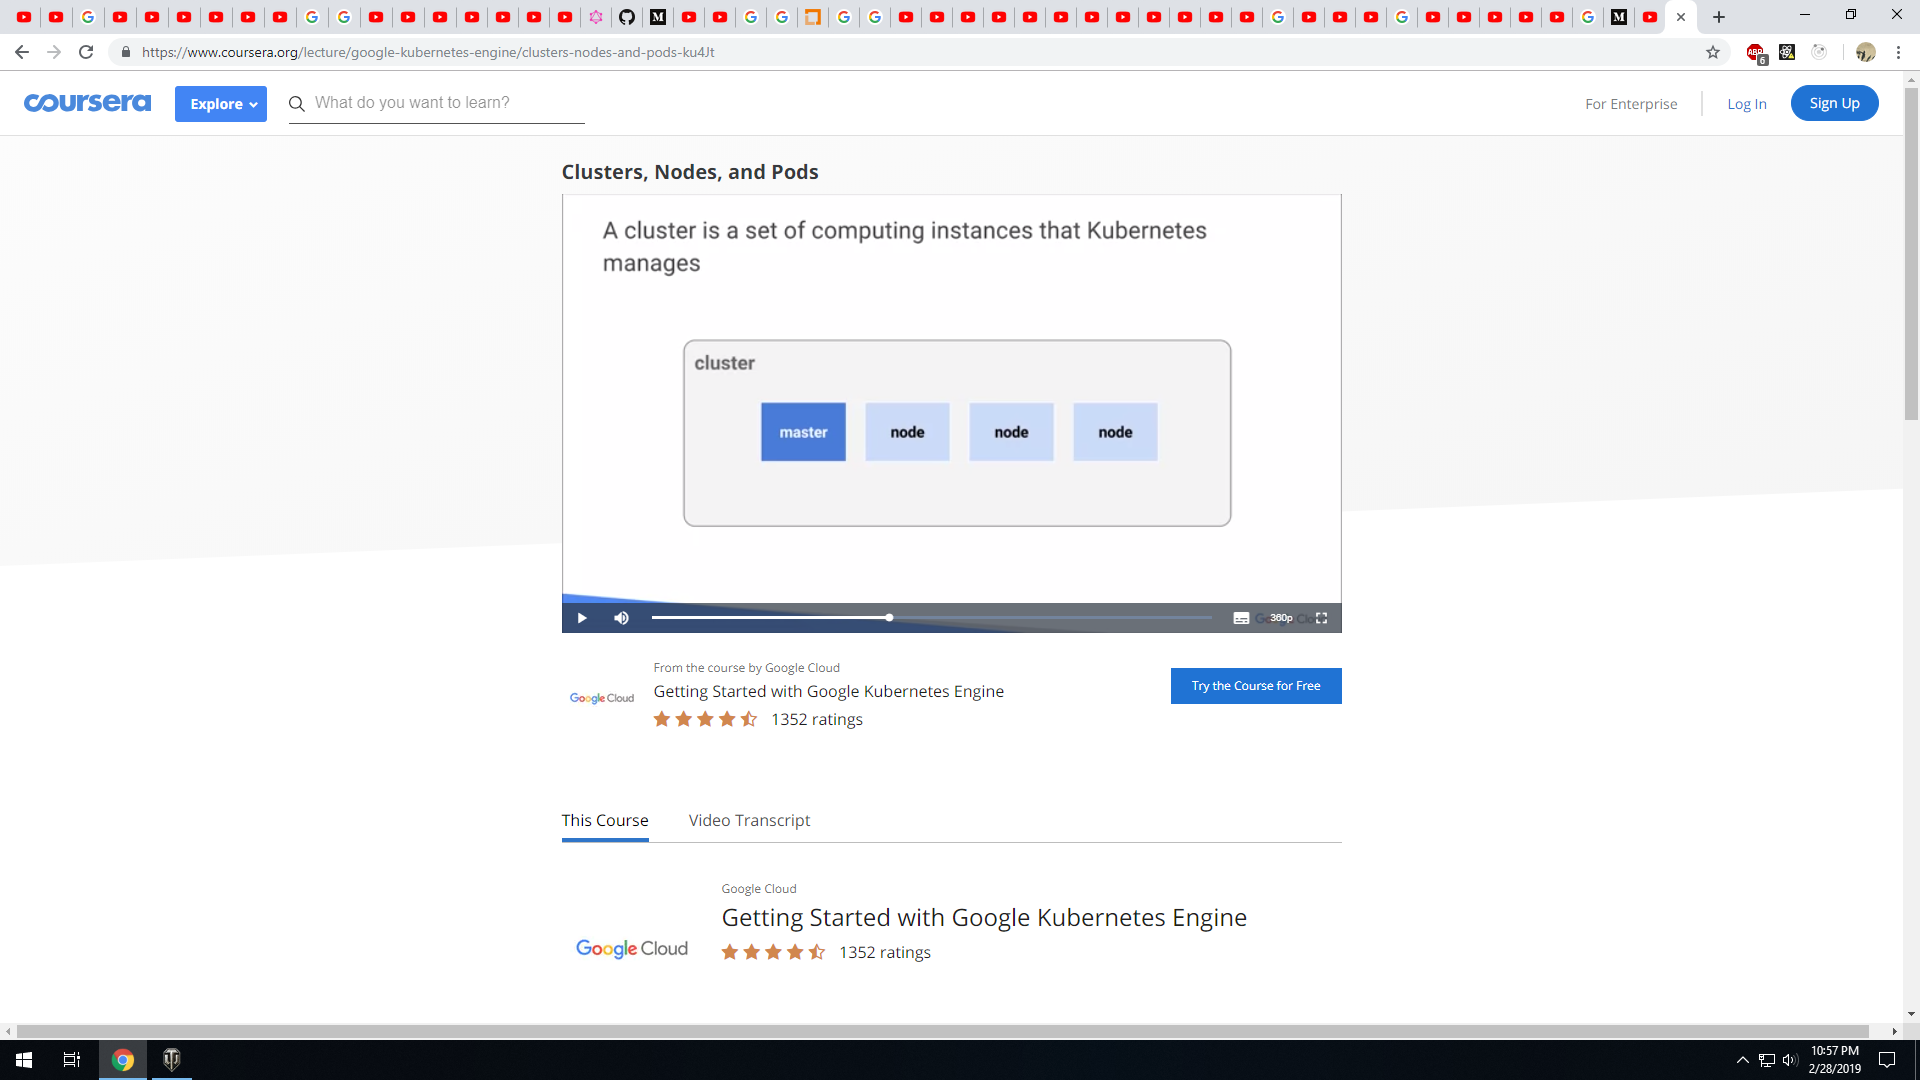 https://www.coursera.org/lecture/google-kubernetes-engine/clusters-nodes-and-pods-ku4Jt
ABP
6
coursera
Explore
What do you want to learn?
For Enterprise
Log In
Sign Up
Clusters, Nodes, and Pods
A cluster is a set of computing instances that Kubernetes
manages
cluster
master
node
node
node
360p
From the course by Google Cloud
Google Cloud
Getting Started with Google Kubernetes Engine
1352 ratings
Try the Course for Free
This Course
Video Transcript
Google Cloud
Getting Started with Google Kubernetes Engine
Google Cloud
1352 ratings
10:57 PM
2/28/2019